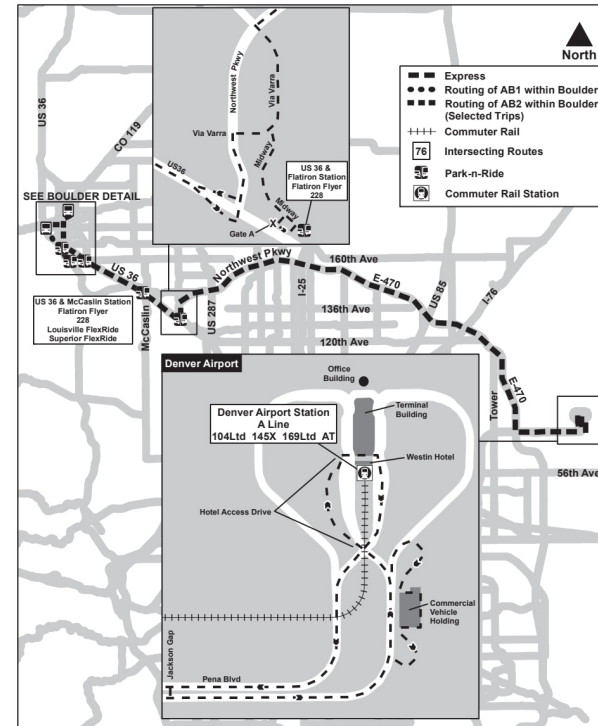 North
Express
Routing of AB1 within Boulder
Routing of AB2 within Boulder
(Selected Trips)
Commuter Rail
76 Intersecting Routes
Park-n-Ride
Commuter Rail Station
US 36
CO 119
SEE BOULDER DETAIL
Northwest Pkwy
Via Varra
Via Varra
Midway
US36
Midway
Gate A
X
US 36 &
Flatiron Station
Flatiron Flyer
228
US 36
US 36 & McCaslin Station
Flatiron Flyer
228
Louisville FlexRide
Superior FlexRide
McCaslin
US 287
Northwest Pkwy
I-25
160th Ave
136th Ave
120th Ave
E-470
US 85
I-76
Tower
E-470
56th Ave
Denver Airport
Office
Building
Terminal
Building
Denver Airport Station
A Line
104Ltd 145X 169Ltd AT
Westin Hotel
Hotel Access Drive
Commercial
Vehicle
Holding
Jackson Gap
Pena Blvd